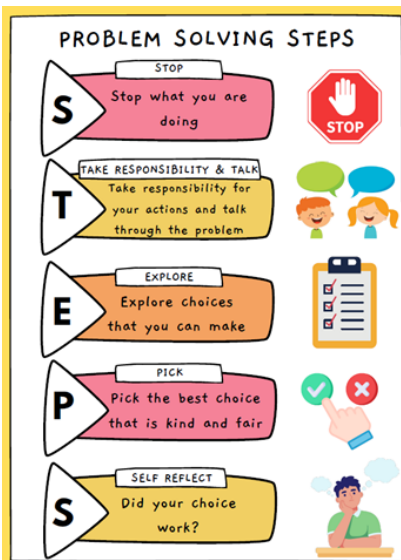 PROBLEM SOLVING STEPS
STOP
S
Stop what you are
doing
STOP
TAKE RESPONSIBILITY & TALK
T
Take responsibility for
your actions and talk
through the problem
EXPLORE
E
Explore choices
that you can make
PICK
P
Pick the best choice
that is kind and fair
SELF REFLECT
S
Did your choice
work?